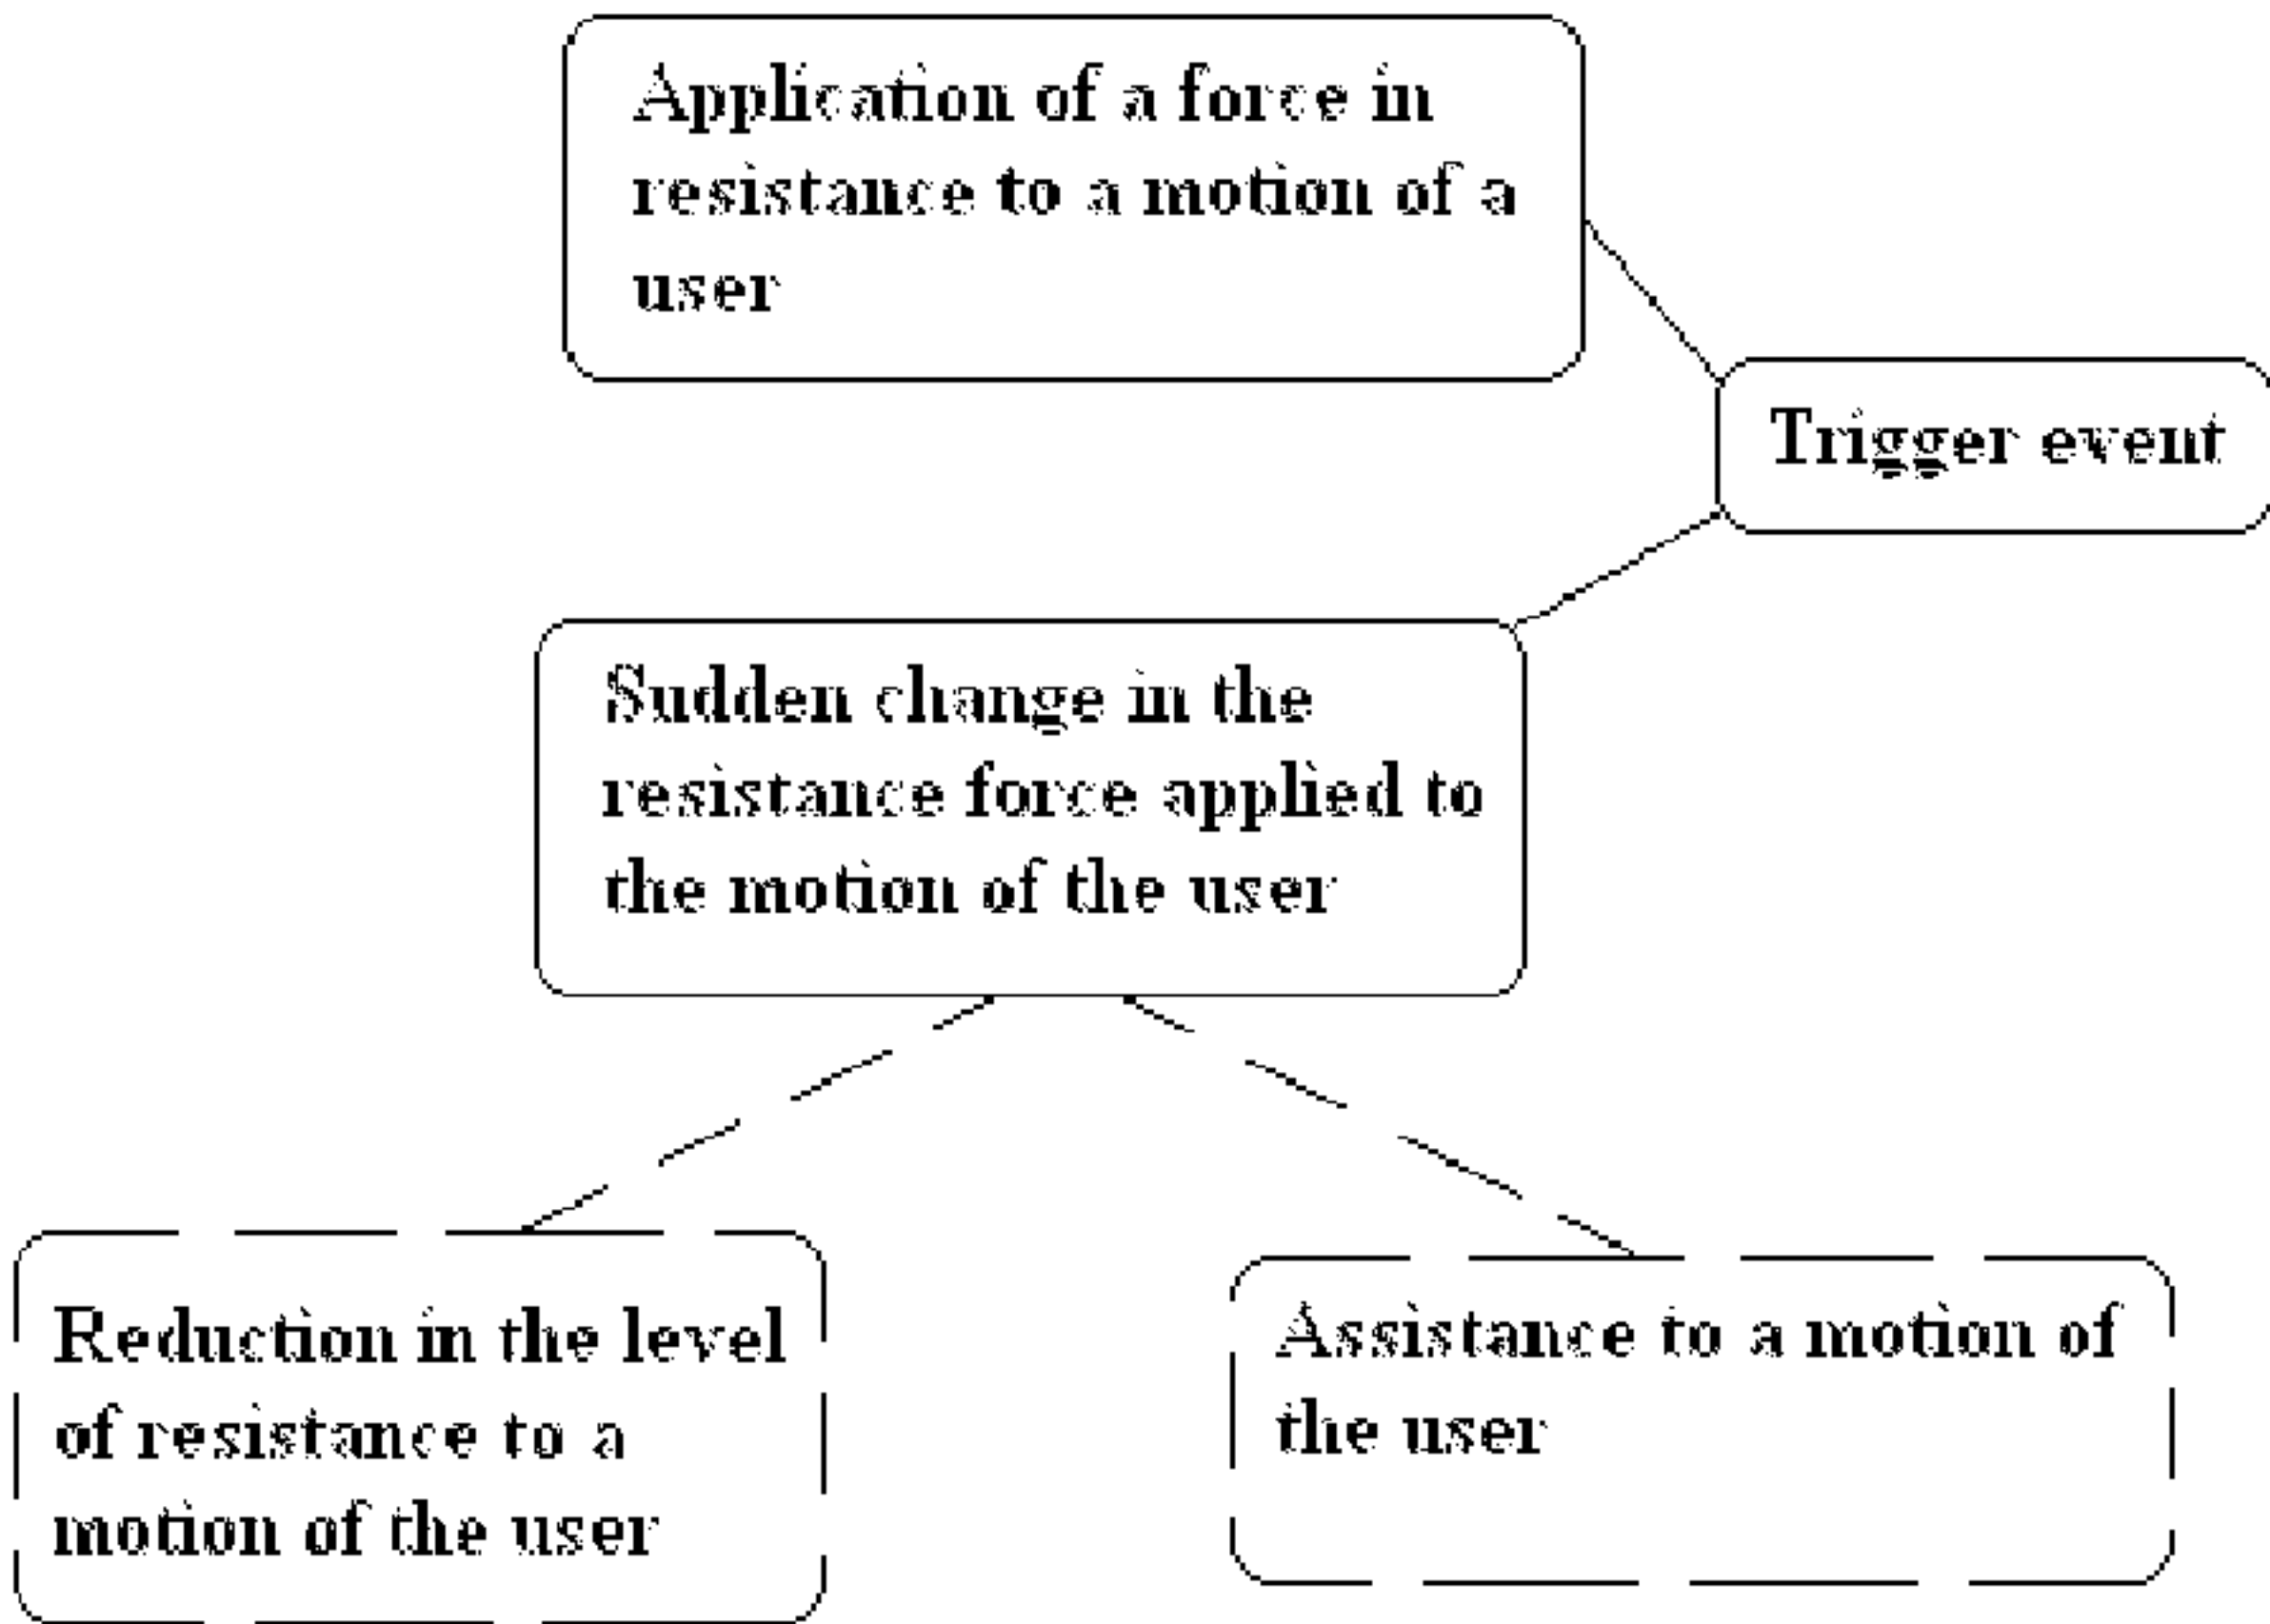 Application of a force in
resistance to a motion of a
user
Trigger event
Sudden change in the
resistance force applied to
the motion of the user
Reduction in the level
of resistance to a
motion of the user
Assistance to a motion of
the user